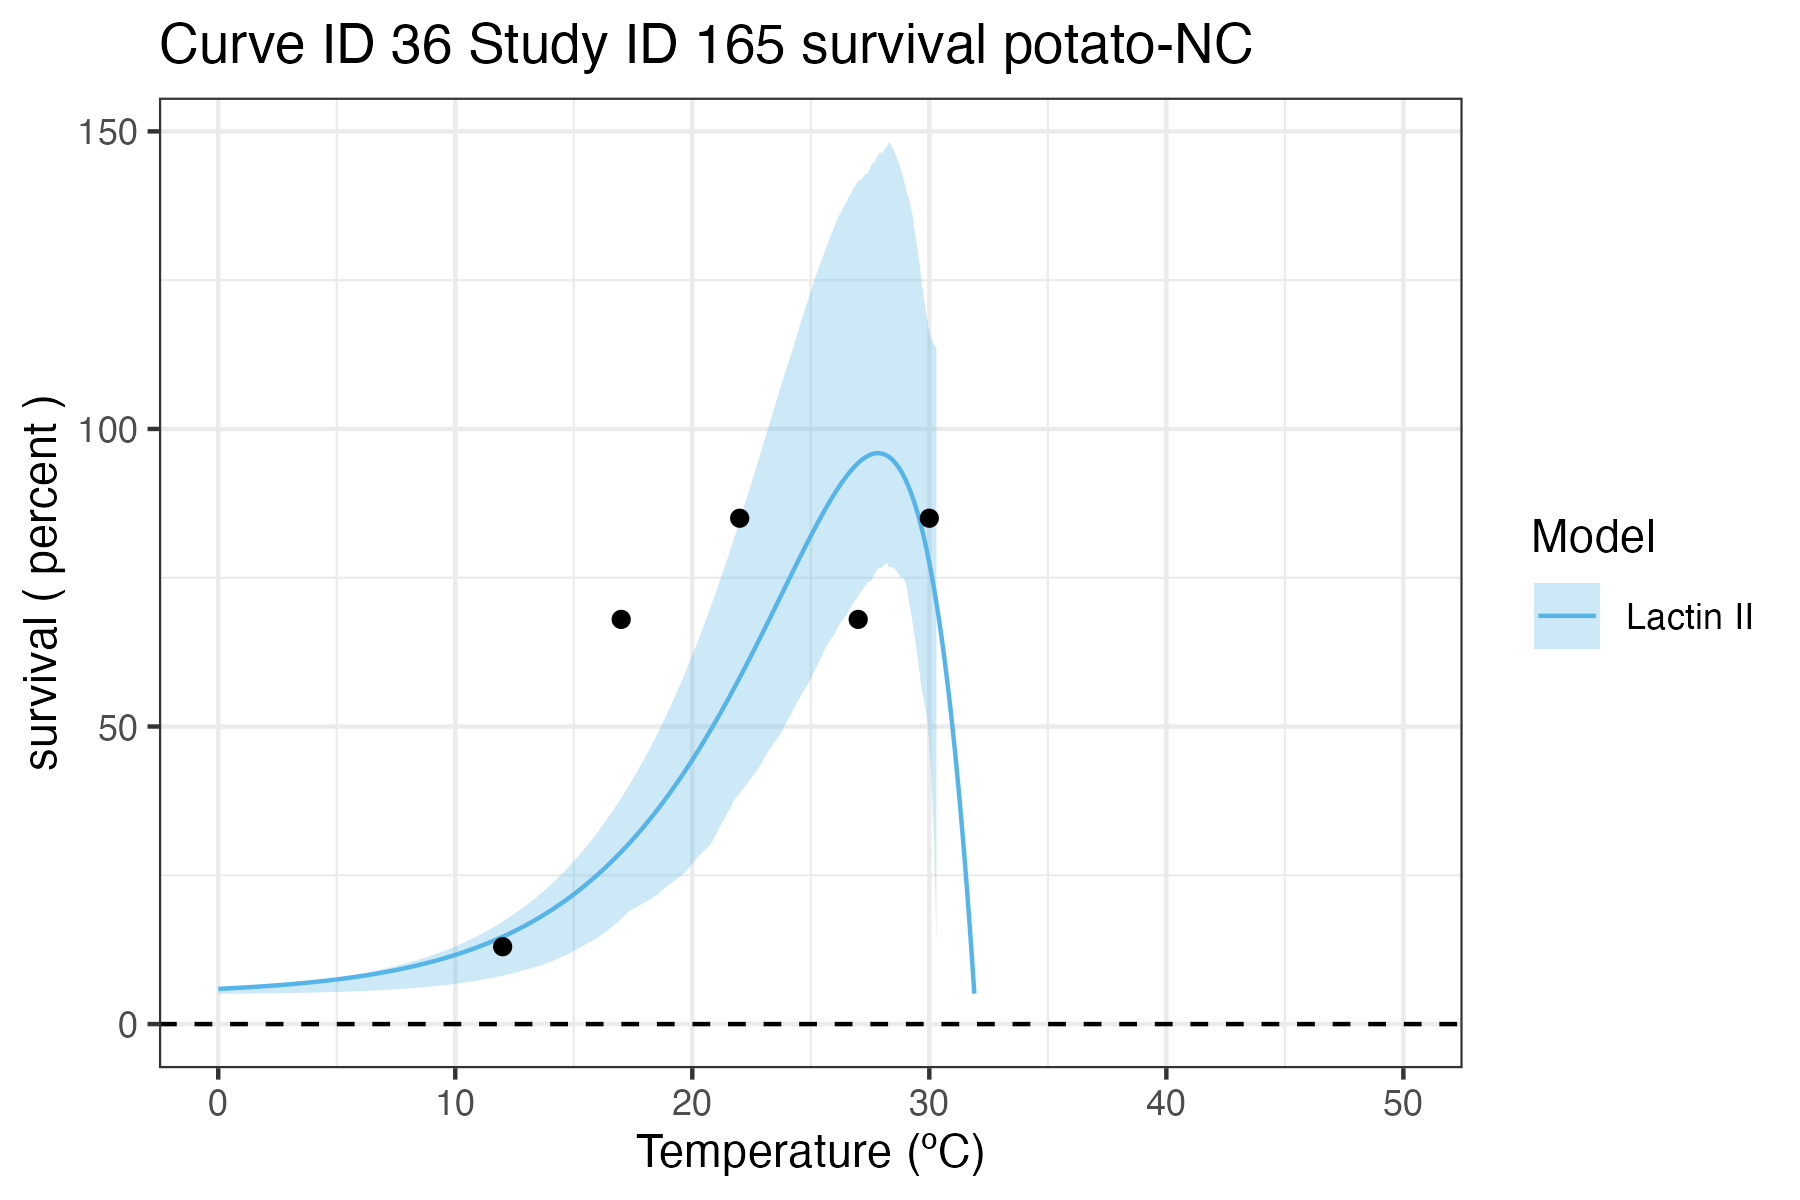 Curve ID 36 Study ID 165 survival potato-NC
150
100
50
0
survival ( percent )
0 10 20 30 40 50
Temperature (ºC)
Model
Lactin II